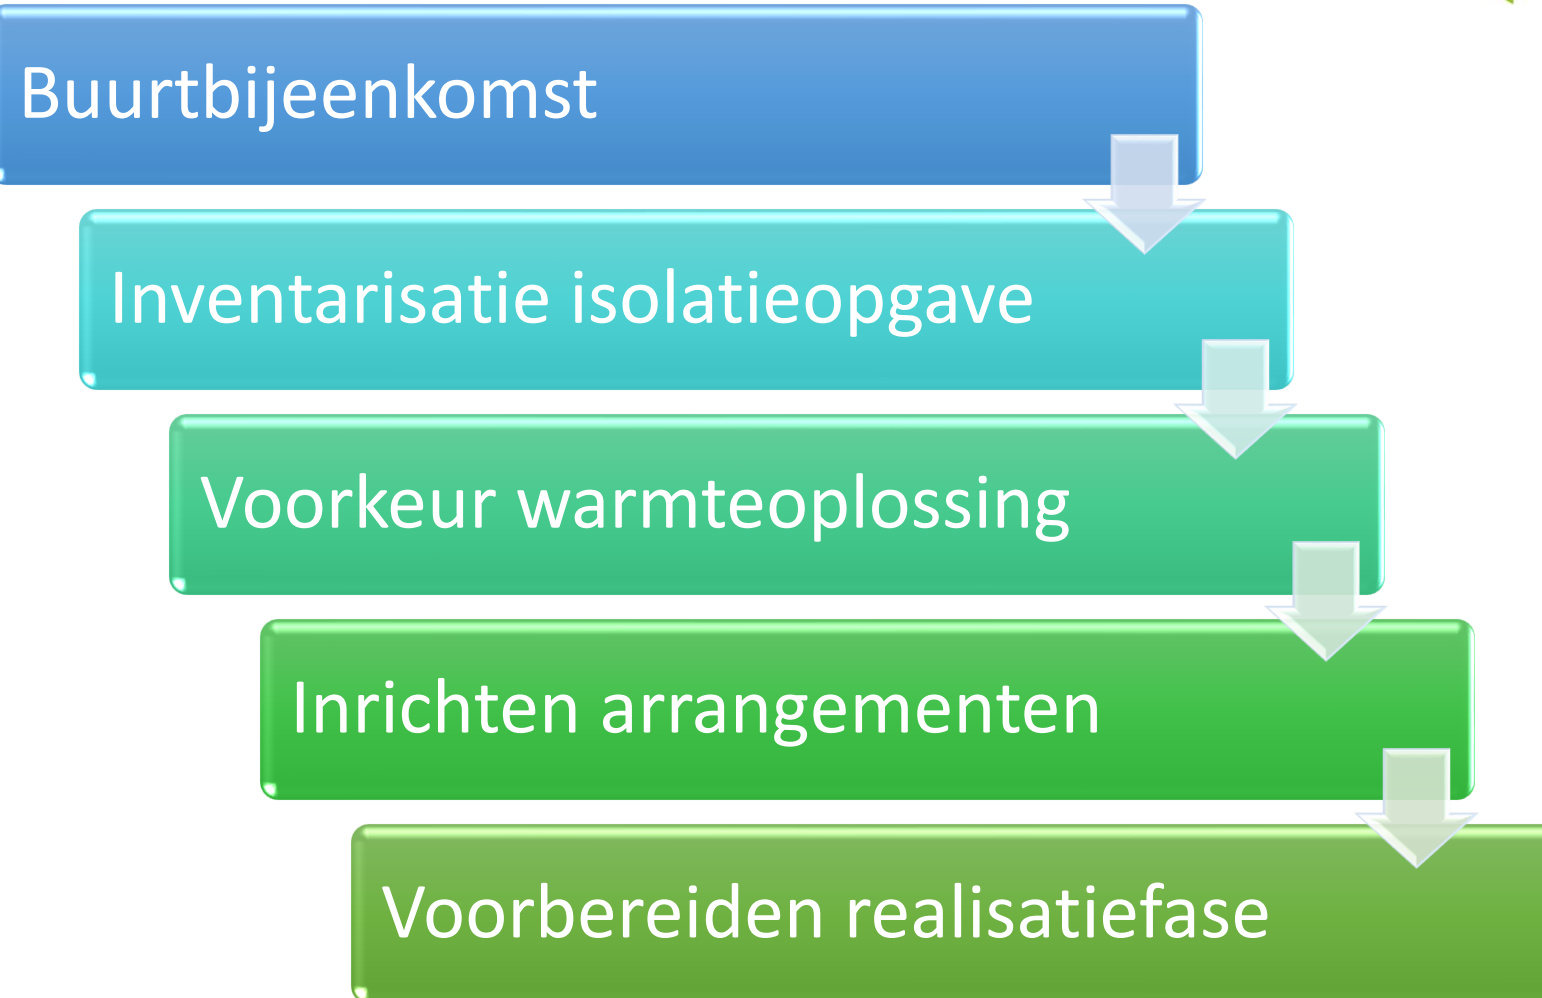 Buurtbijeenkomst
Inventarisatie isolatieopgave
Voorkeur warmteoplossing
Inrichten arrangementen
Voorbereiden realisatiefase